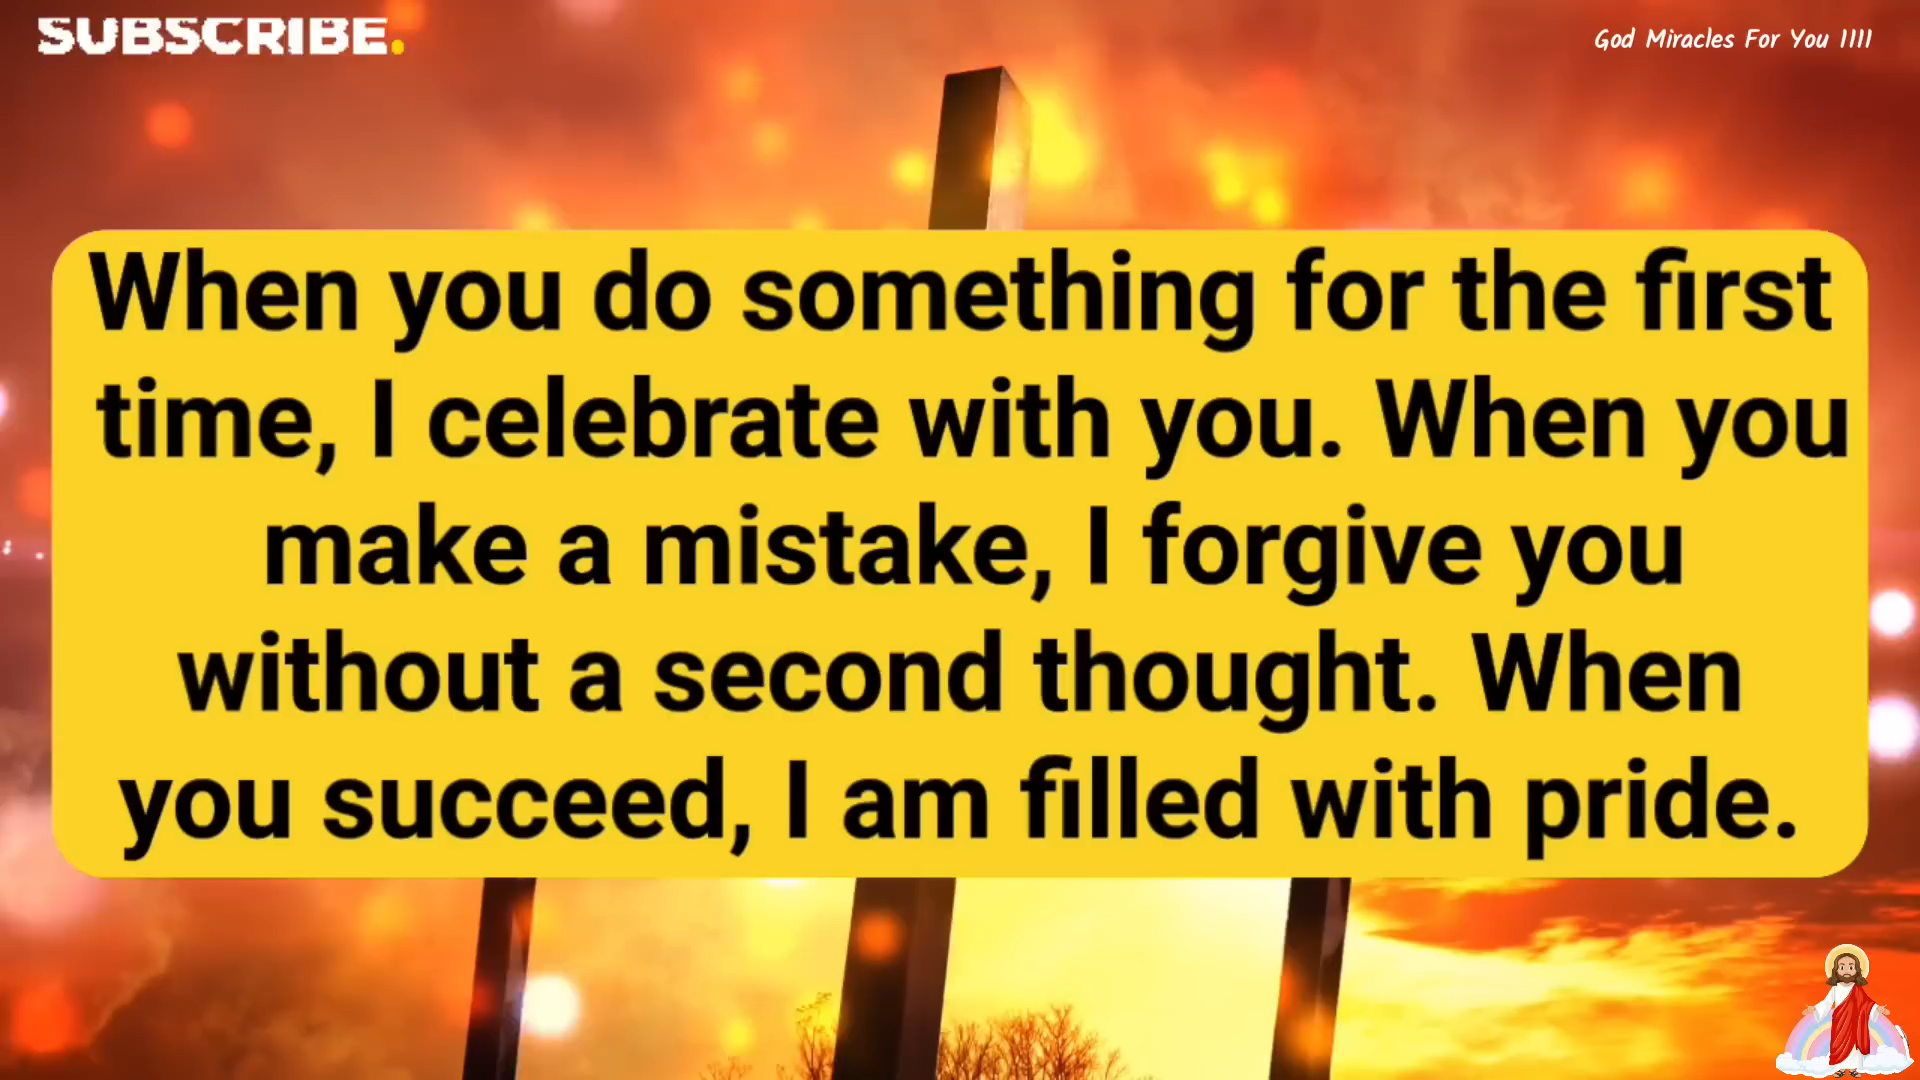 SUBSCRIBE.
God Miracles For You 1111
When you do something for the first
time, I celebrate with you. When you
make a mistake, I forgive you
without a second thought. When
you succeed, I am filled with pride.